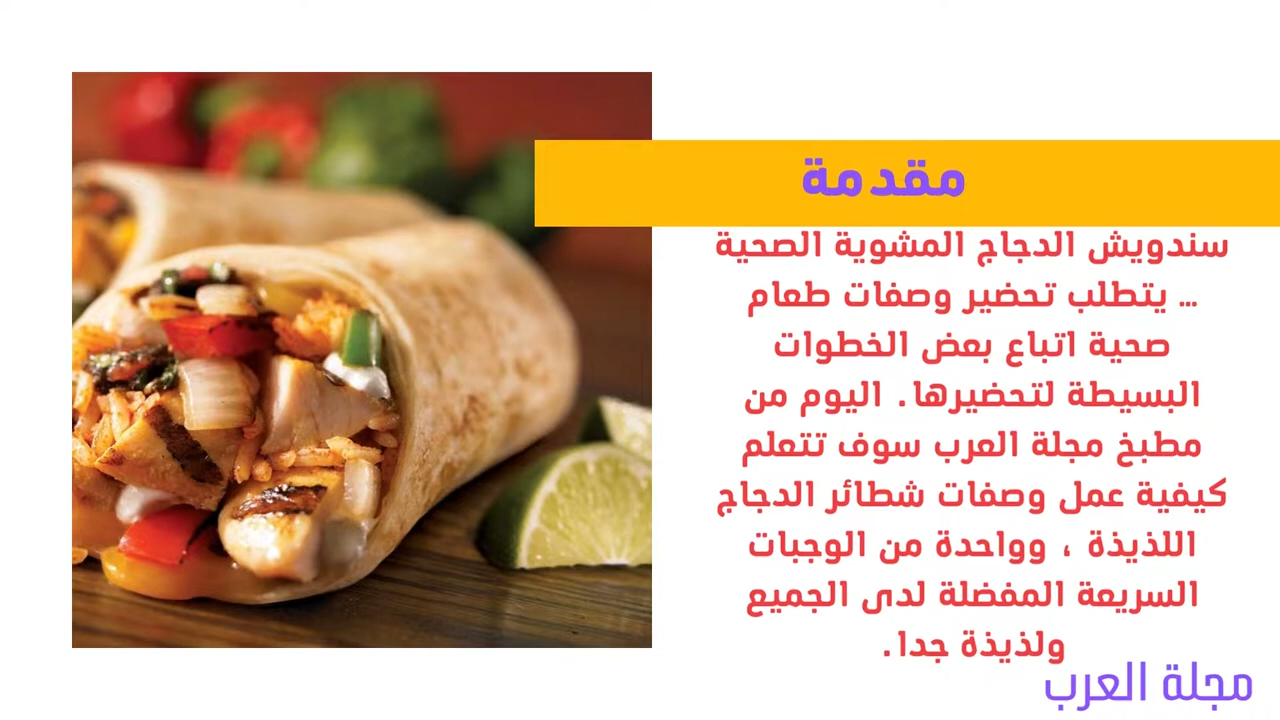 مقدمة
سندويش الدجاج المشوية الصحية
... يتطلب تحضير وصفات طعام
صحية اتباع بعض الخطوات
البسيطة لتحضيرها. اليوم من
مطبخ مجلة العرب سوف تتعلم
كيفية عمل وصفات شطائر الدجاج
اللذيذة ، وواحدة من الوجبات
السريعة المفضلة لدى الجميع
ولذيذة جدا.
مجلة العرب